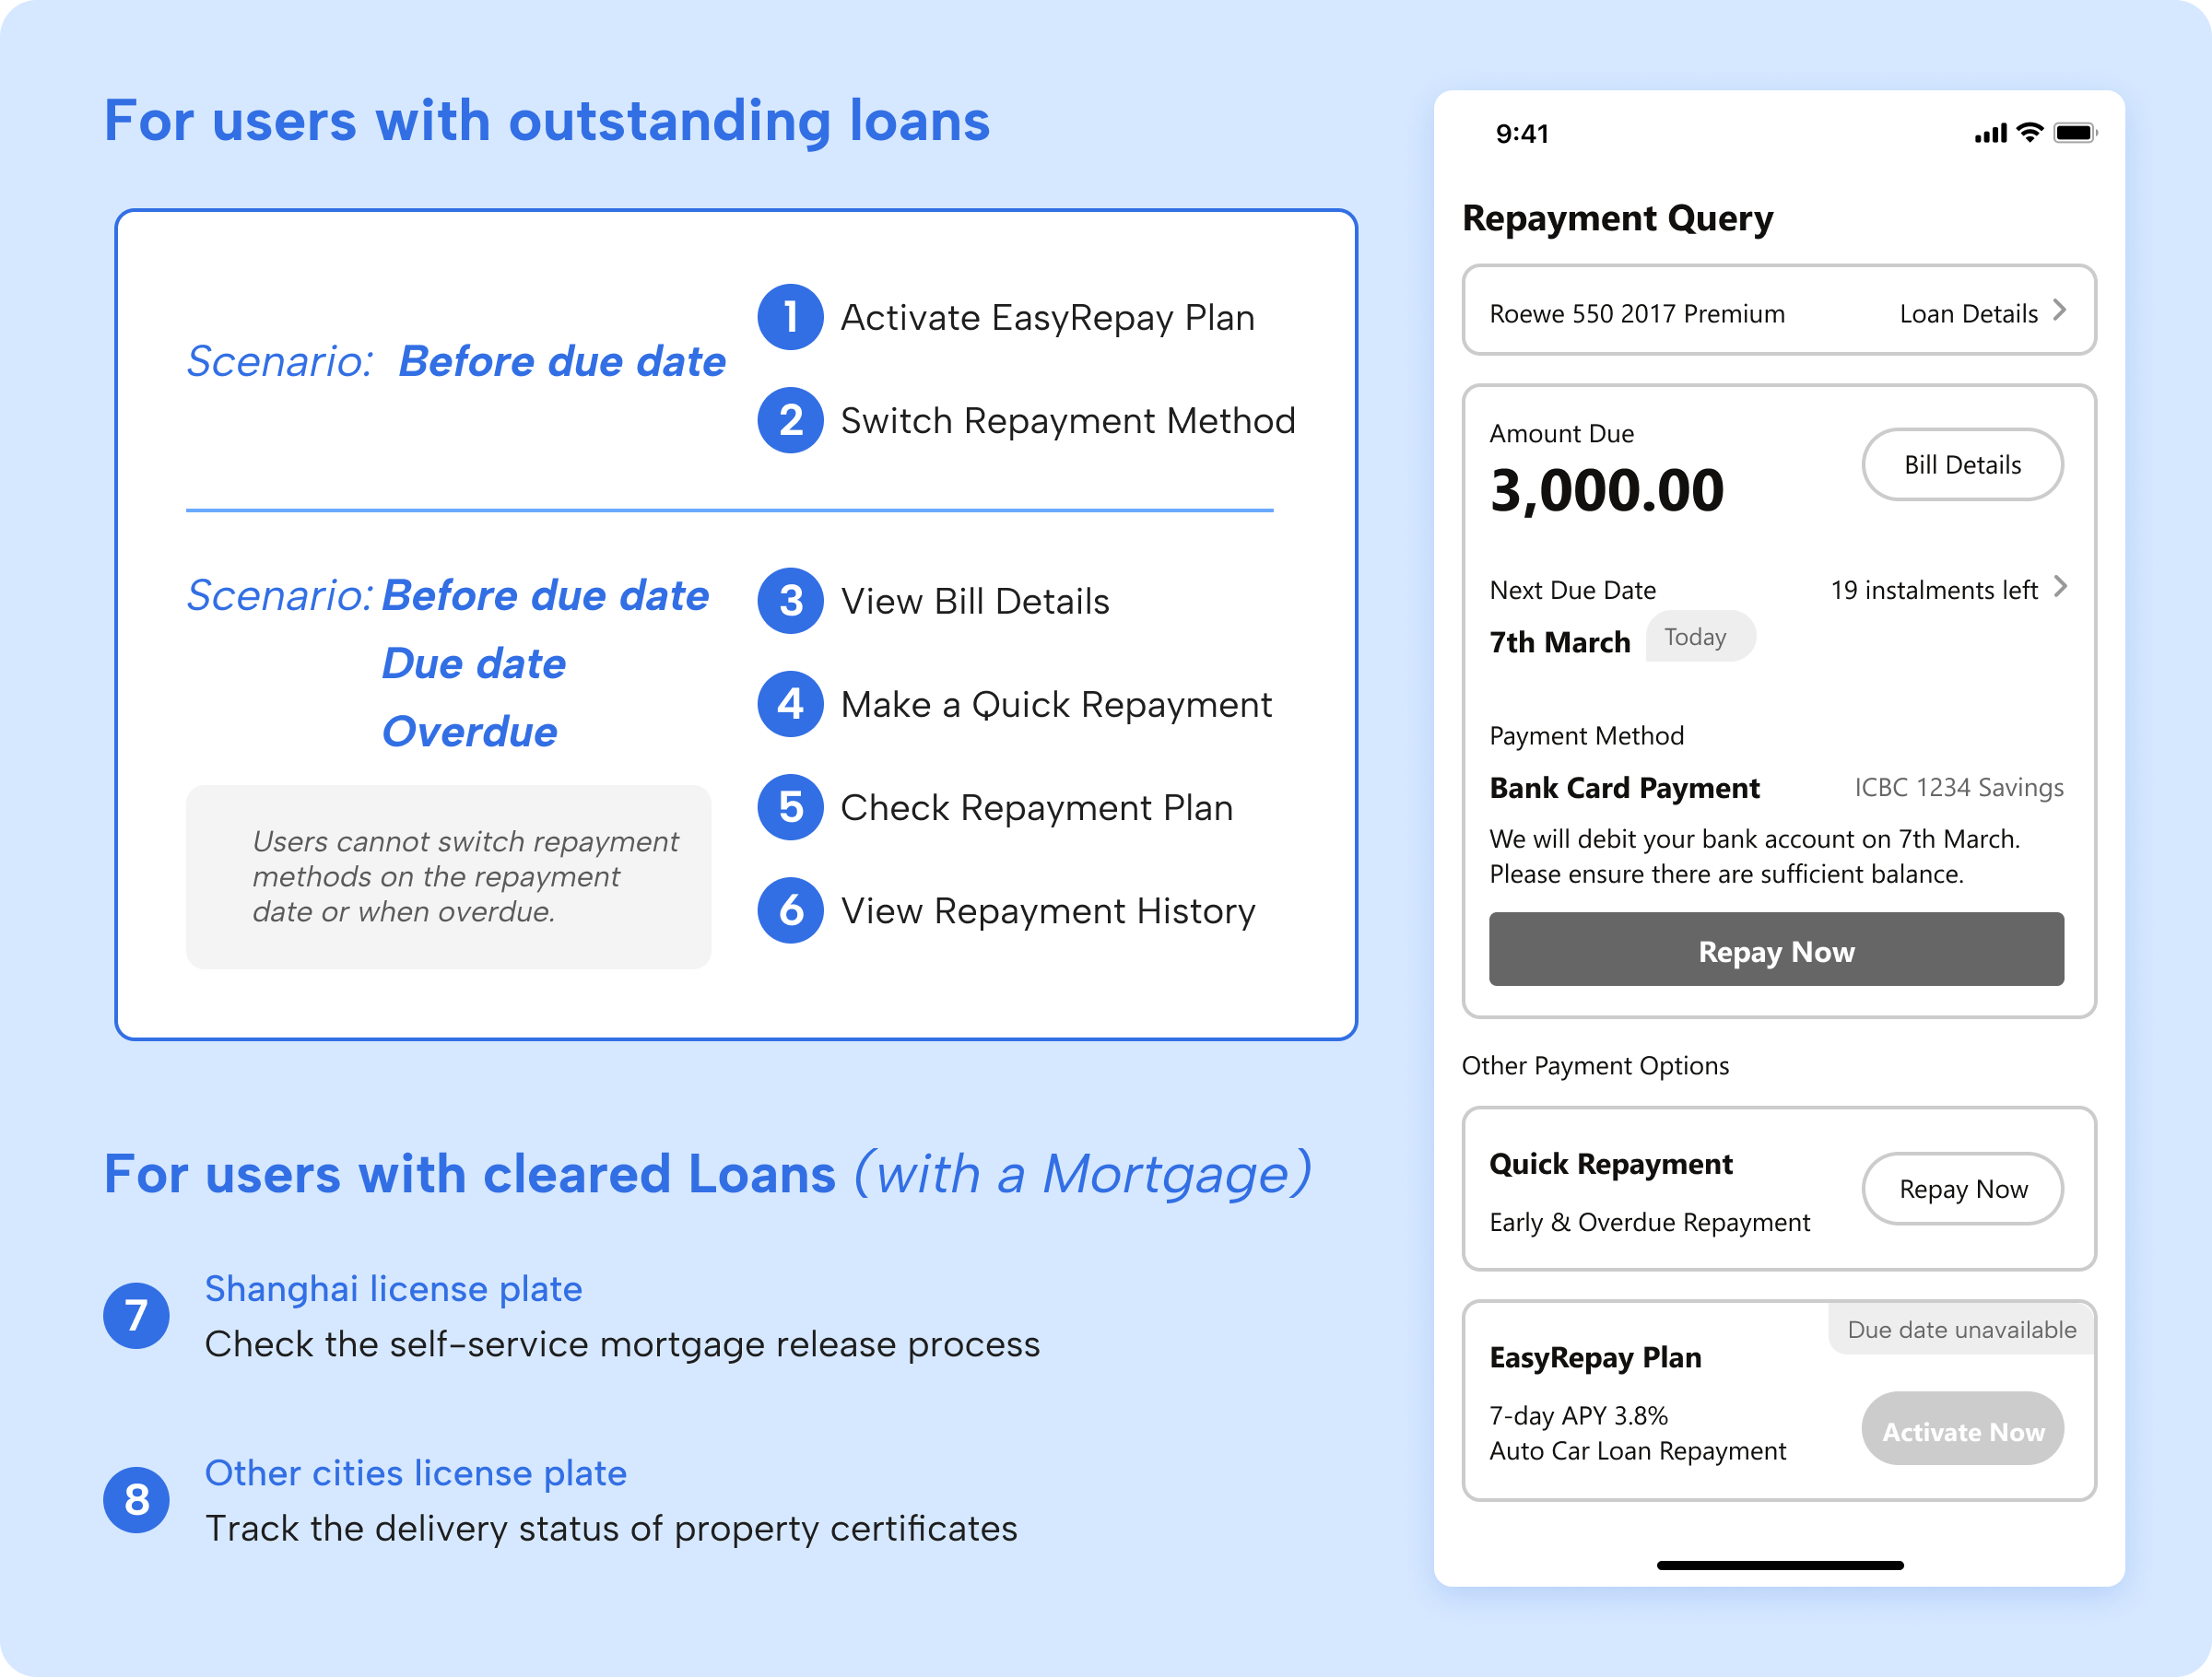 For users with outstanding loans
Scenario: Before due date
1 Activate EasyRepay Plan
2 Switch Repayment Method
Scenario: Before due date
Due date
Overdue
Users cannot switch repayment
methods on the repayment
date or when overdue.
3 View Bill Details
4 Make a Quick Repayment
5 Check Repayment Plan
6 View Repayment History
For users with cleared Loans (with a Mortgage)
7 Shanghai license plate
Check the self-service mortgage release process
8 Other cities license plate
Track the delivery status of property certificates
9:41
Repayment Query
Roewe 550 2017 Premium Loan Details
Amount Due
3,000.00
Bill Details
Next Due Date 19 instalments left
7th March Today
Payment Method
Bank Card Payment ICBC 1234 Savings
We will debit your bank account on 7th March.
Please ensure there are sufficient balance.
Repay Now
Other Payment Options
Quick Repayment
Early & Overdue Repayment
Repay Now
Due date unavailable
EasyRepay Plan
7-day APY 3.8%
Auto Car Loan Repayment
Activate Now